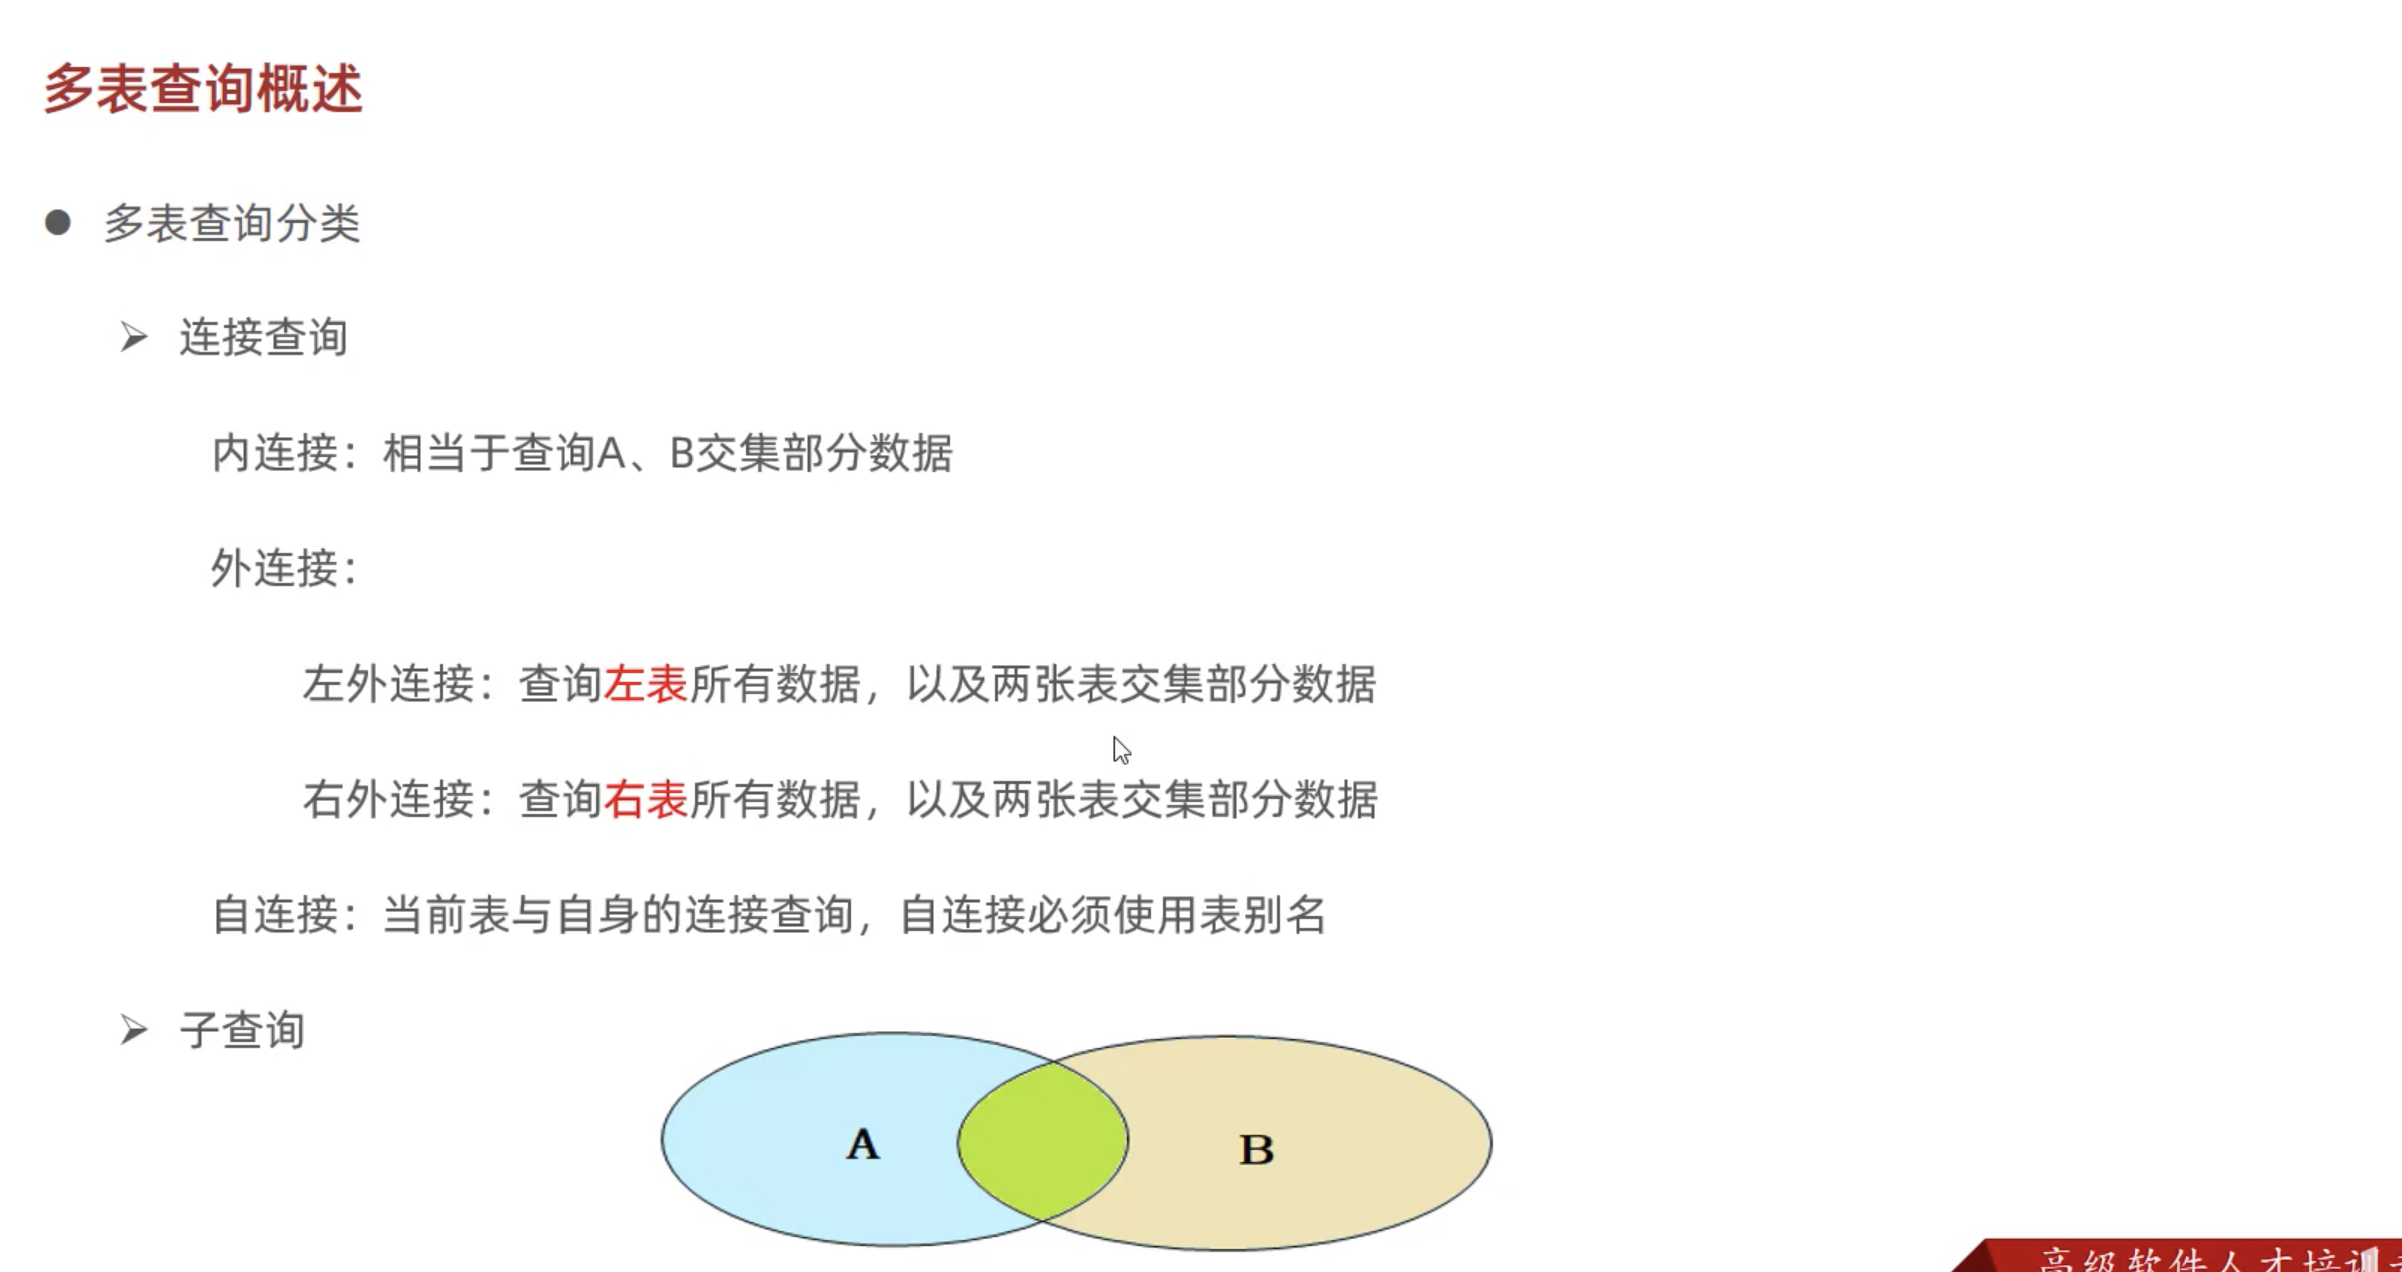 多表查询概述
● 多表查询分类
➢ 连接查询
内连接：相当于查询A、B交集部分数据
外连接：
左外连接：查询左表所有数据，以及两张表交集部分数据
右外连接：查询右表所有数据，以及两张表交集部分数据
自连接：当前表与自身的连接查询，自连接必须使用表别名
➢ 子查询
A
B
高级软件人才培训